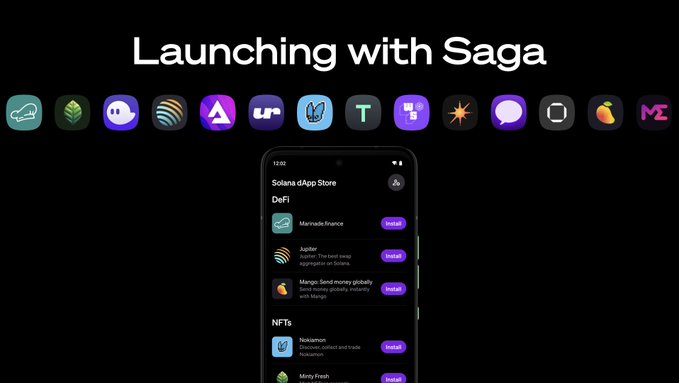 Launching with Saga
ur
T
W
S
ME
12:02
Solana dApp Store
DeFi
Marinade.finance
Install
Jupiter
Jupiter: The best swap
aggregator on Solana.
Install
Mango: Send money globally
Send money globally, instantly
with Mango
Install
NFTs
Nokiamon
Discover, collect and trade
Nokiamon
Install
Minty Fresh
Install